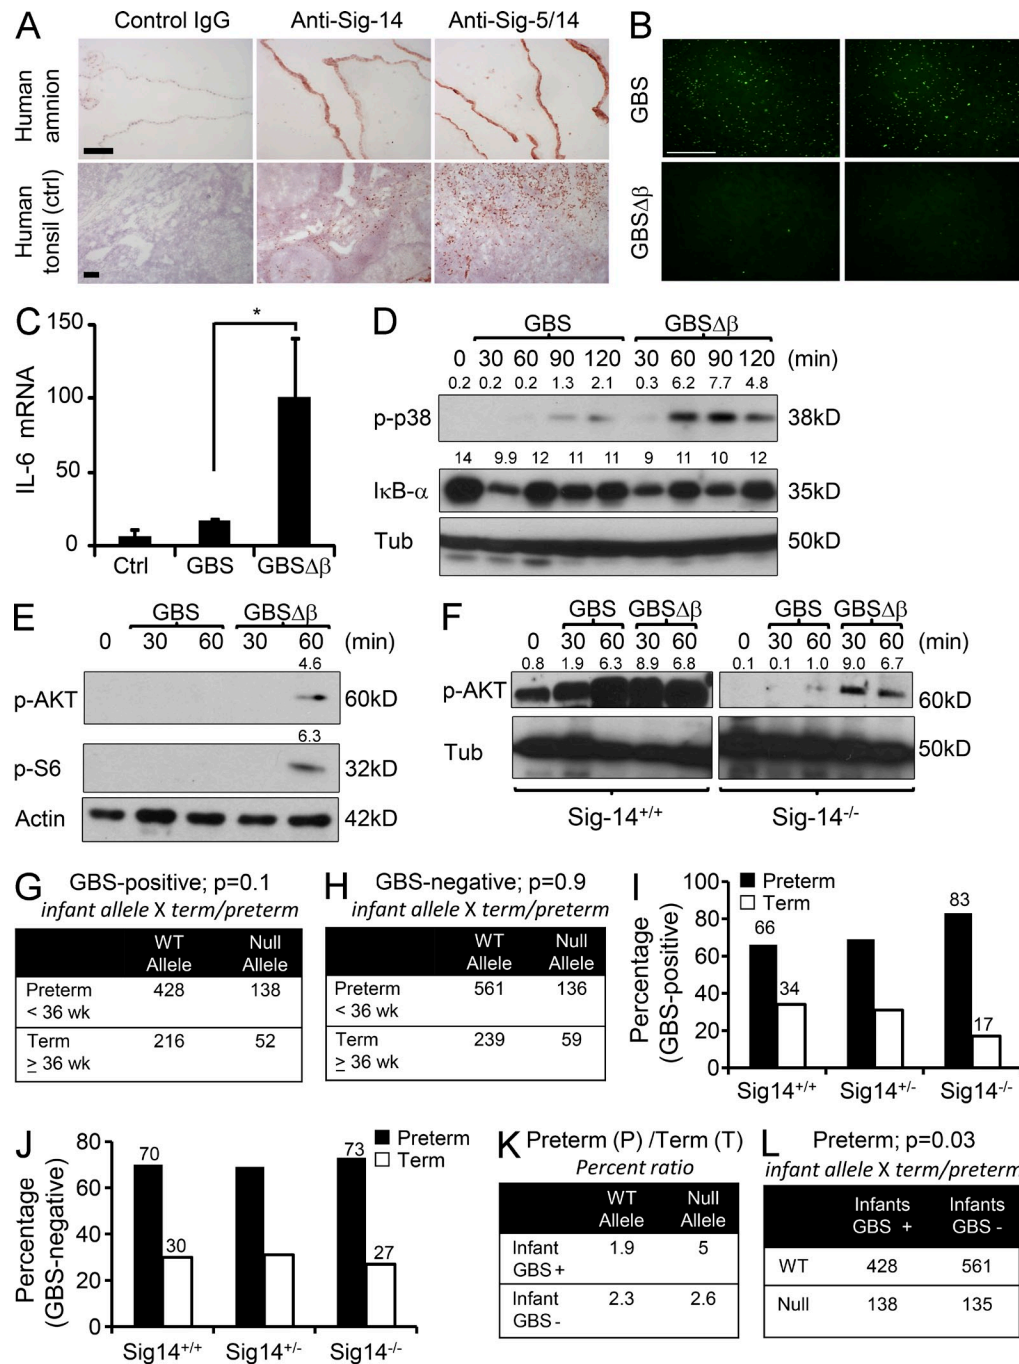 A
Control IgG Anti-Sig-14 Anti-Sig-5/14
Human amnion
Human tonsil (ctrl)
B
GBS
GBSΔβ
C
IL-6 mRNA
150
100
50
0
*
Ctrl GBS GBSΔβ
D
GBS GBSΔβ
0 30 60 90 120 30 60 90 120 (min)
0.2 0.2 0.2 1.3 2.1 0.3 6.2 7.7 4.8
p-p38 38kD
14 9.9 12 11 11 9 11 10 12
IκB-α 35kD
Tub 50kD
E
GBS GBSΔβ
0 30 60 30 60 (min)
4.6
p-AKT 60kD
6.3
p-S6 32kD
Actin 42kD
F
GBS GBSΔβ GBS GBSΔβ
0 30 60 30 60 0 30 60 30 60 (min)
0.8 1.9 6.3 8.9 6.8 0.1 0.1 1.0 9.0 6.7
p-AKT 60kD
Tub 50kD
Sig-14+/+ Sig-14-/-
G GBS-positive; p=0.1
infant allele X term/preterm
WT Allele Null Allele
Preterm < 36 wk 428 138
Term ≥ 36 wk 216 52
H GBS-negative; p=0.9
infant allele X term/preterm
WT Allele Null Allele
Preterm < 36 wk 561 136
Term ≥ 36 wk 239 59
I
Preterm
Term
Percentage (GBS-positive)
100
80
60
40
20
0
66 34 83 17
Sig14+/+ Sig14+/- Sig14-/-
J
Preterm
Term
Percentage (GBS-negative)
80
60
40
20
0
70 30 73 27
Sig14+/+ Sig14+/- Sig14-/-
K Preterm (P) /Term (T)
Percent ratio
WT Allele Null Allele
Infant GBS + 1.9 5
Infant GBS - 2.3 2.6
L Preterm; p=0.03
infant allele X term/preterm
Infants GBS + Infants GBS -
WT 428 561
Null 138 135